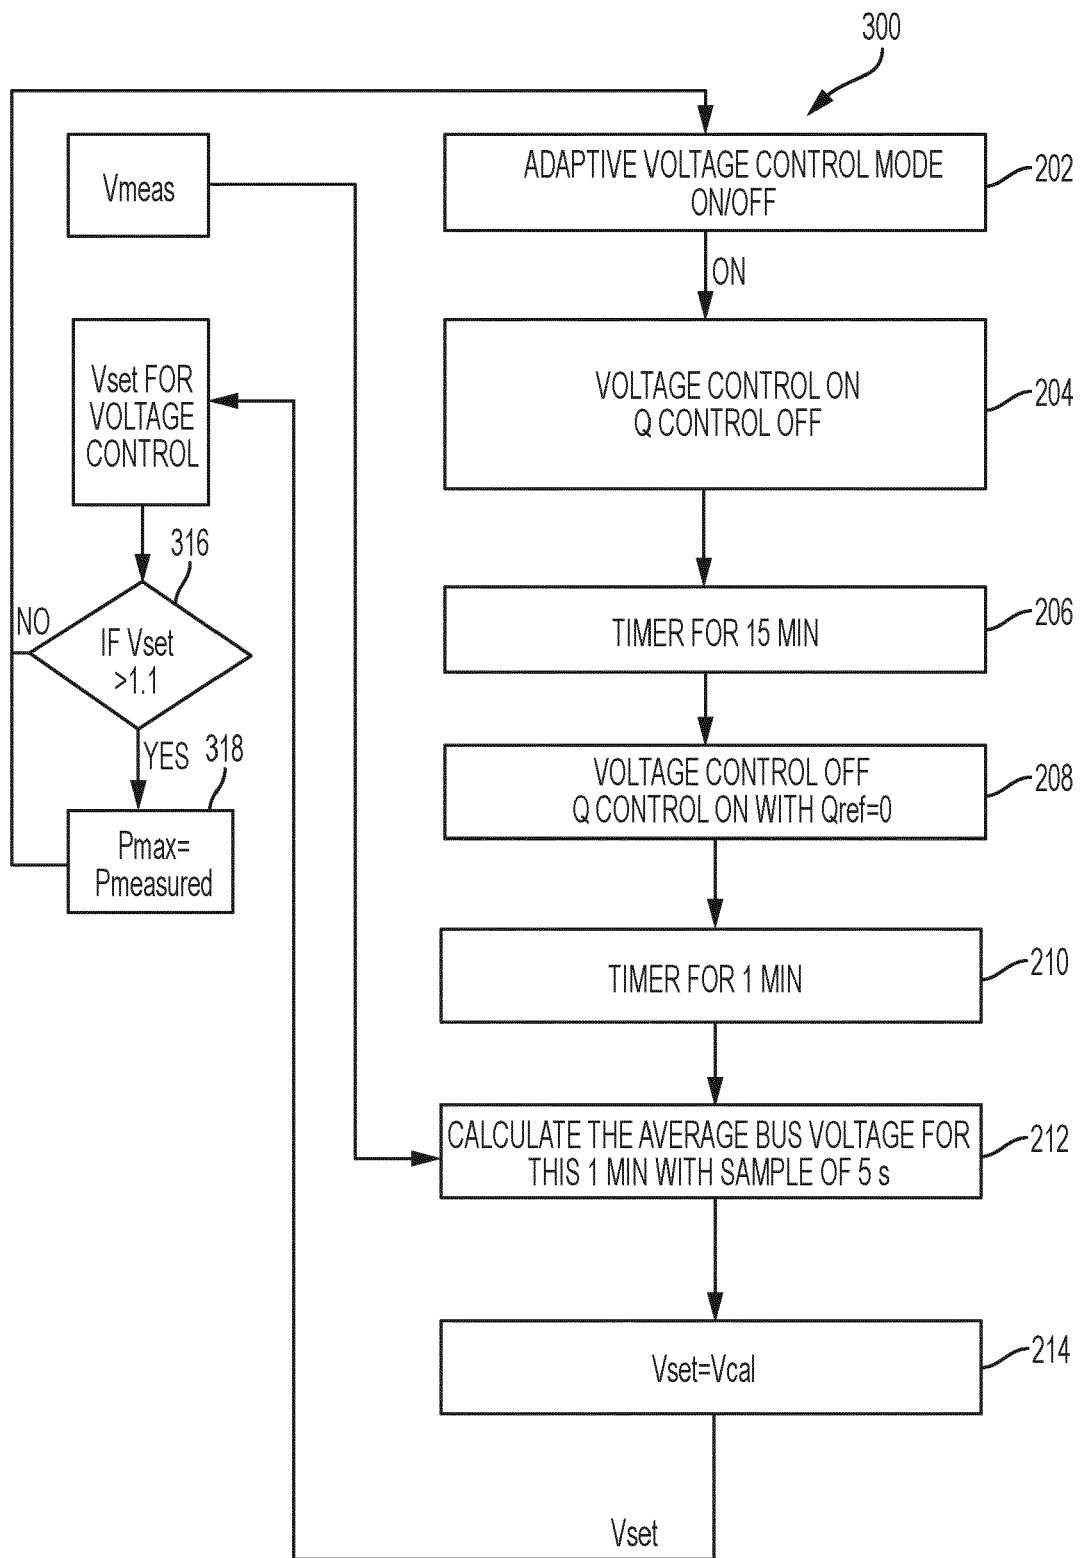 300
ADAPTIVE VOLTAGE CONTROL MODE
ON/OFF
202
Vmeas
ON
VOLTAGE CONTROL ON
Q CONTROL OFF
204
Vset FOR
VOLTAGE
CONTROL
316
NO
IF Vset
>1.1
TIMER FOR 15 MIN
206
YES
318
VOLTAGE CONTROL OFF
Q CONTROL ON WITH Qref=0
208
Pmax=
Pmeasured
TIMER FOR 1 MIN
210
CALCULATE THE AVERAGE BUS VOLTAGE FOR
THIS 1 MIN WITH SAMPLE OF 5 s
212
Vset=Vcal
214
Vset